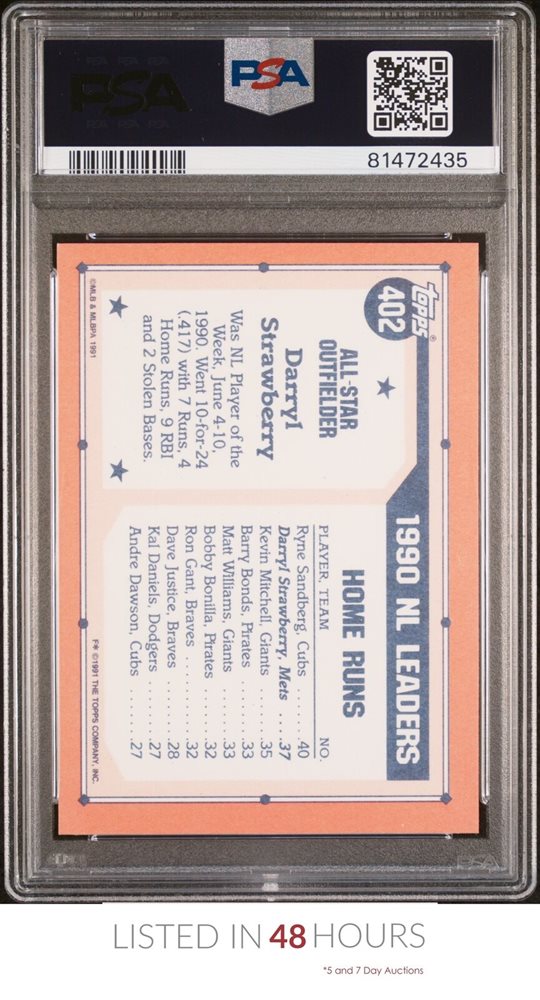 PSA
PSA
81472435
Topps®
402
1990 NL LEADERS
ALL-STAR
OUTFIELDER
Darryl
Strawberry
Was NL Player of the
Week, June 4-10,
1990. Went 10-for-24
(.417) with 7 Runs, 4
Home Runs, 9 RBI
and 2 Stolen Bases.
HOME RUNS
PLAYER, TEAM NO.
Ryne Sandberg, Cubs ..... 40
Darryl Strawberry, Mets ....37
Kevin Mitchell, Giants ........35
Barry Bonds, Pirates ..........33
Matt Williams, Giants ........33
Bobby Bonilla, Pirates ........32
Ron Gant, Braves ............32
Dave Justice, Braves .........28
Kal Daniels, Dodgers .........27
Andre Dawson, Cubs ........27
©MLB & MLBPA 1991
F* ©1991 THE TOPPS COMPANY, INC.
PSA
LISTED IN 48 HOURS
*5 and 7 Day Auctions